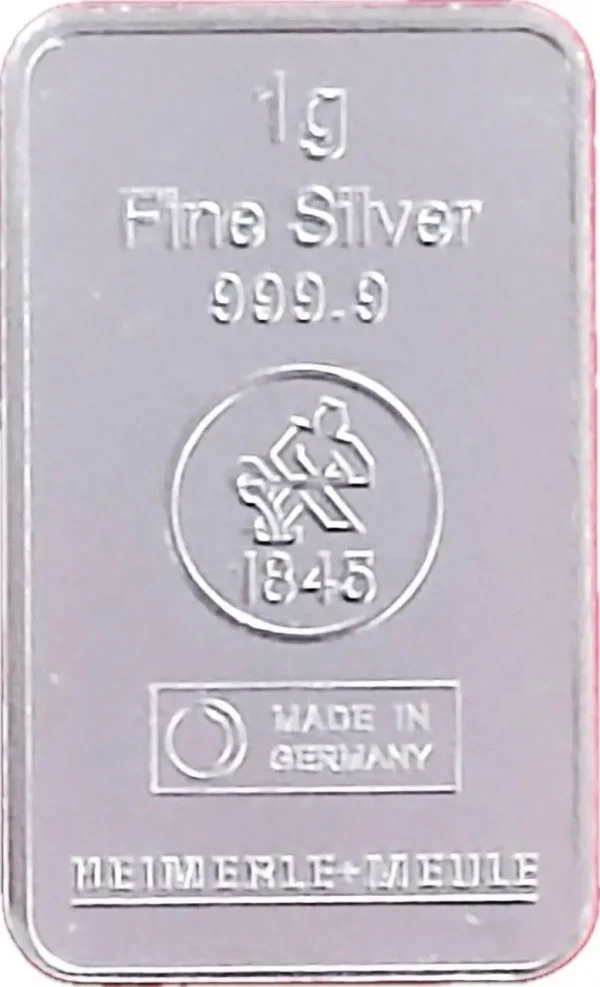 1g
Fine Silver
999.9
1845
MADE IN
GERMANY
HEIMERLE+MEULE